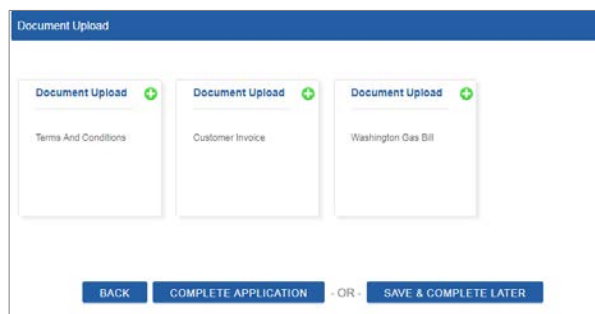 Document Upload
Document Upload
Terms And Conditions
Document Upload
Customer Invoice
Document Upload
Washington Gas Bill
BACK COMPLETE APPLICATION - OR - SAVE & COMPLETE LATER